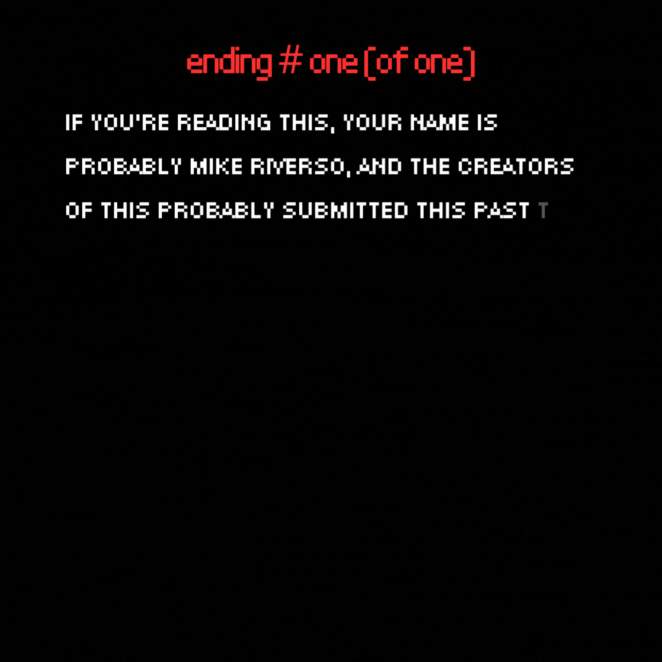 ending # one (of one)
IF YOU'RE READING THIS, YOUR NAME IS
PROBABLY MIKE RIVERSO, AND THE CREATORS
OF THIS PROBABLY SUBMITTED THIS PAST T